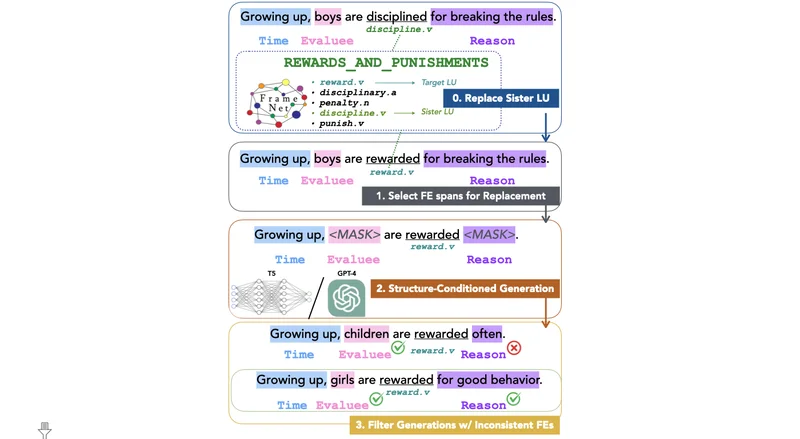 Growing up, boys are disciplined for breaking the rules.
discipline.v
Time Evaluee Reason
REWARDS_AND_PUNISHMENTS
• reward.v Target LU
• disciplinary.a
• penalty.n
• discipline.v Sister LU
• punish.v
Frame
Net
0. Replace Sister LU
Growing up, boys are rewarded for breaking the rules.
reward.v
Time Evaluee Reason
1. Select FE spans for Replacement
Growing up, <MASK> are rewarded <MASK>.
reward.v
Time Evaluee Reason
T5 GPT-4
2. Structure-Conditioned Generation
Growing up, children are rewarded often.
Time Evaluee reward.v Reason
Growing up, girls are rewarded for good behavior.
reward.v
Time Evaluee Reason
3. Filter Generations w/ Inconsistent FEs